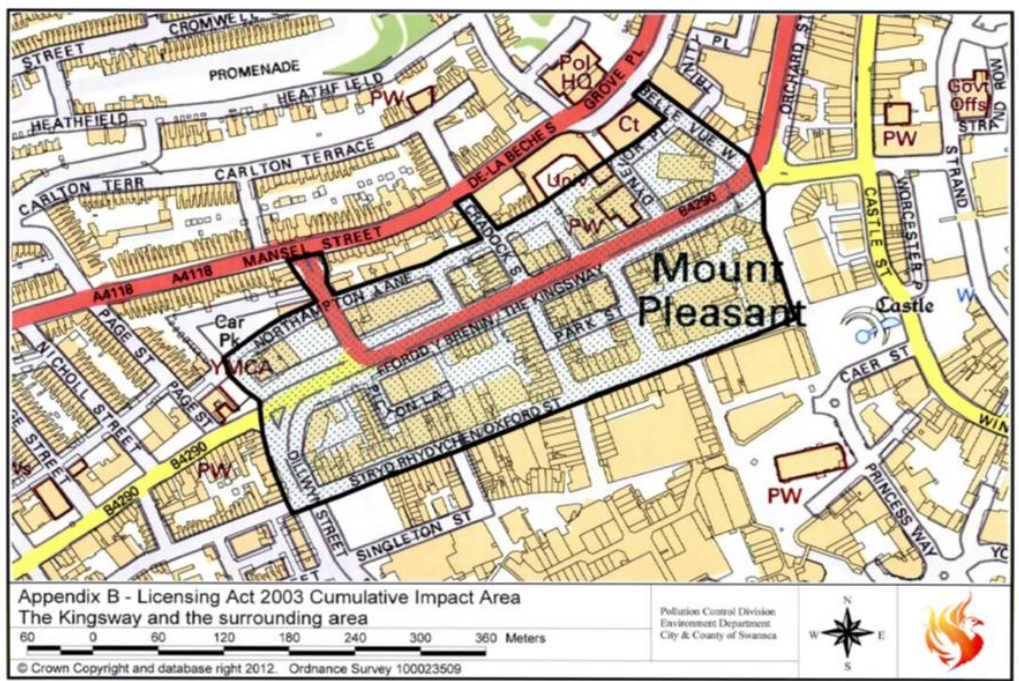 CROMWELL
STREET
PROMENADE
HEATHFIELD
HEATHFIELD
PW
Pol
HQ
GROVE PL
PL
ORCHARD ST
Govt
Offs
ROW
STRA
PW
Ct
BELLE VUE W
CARLTON TERRACE
CARLTON TERR
DE-LA BECHE S
Univ
PW
B4290
STRAND
CASTLE ST
WORCESTER P
MANSEL STREET
A4118
A4118
CRADOCK S
NORTHAMPTON LANE
FFORDD Y BRENIN / THE KINGSWAY
PARK ST
Mount
Pleasant
Castle
W
Car
Pk
YMCA
PAGE ST
NICHOLL STREET
PAGE ST
B4290
B4290
PW
STRYD RHYDYCHEN/OXFORD ST
STREET
SINGLETON ST
CAER ST
WIN
PW
PRINCESS WAY
Appendix B - Licensing Act 2003 Cumulative Impact Area
The Kingsway and the surrounding area
60 0 60 120 180 240 300 360 Meters
© Crown Copyright and database right 2012. Ordnance Survey 100023509
Pollution Control Division
Environment Department
City & County of Swansea
N
W E
S